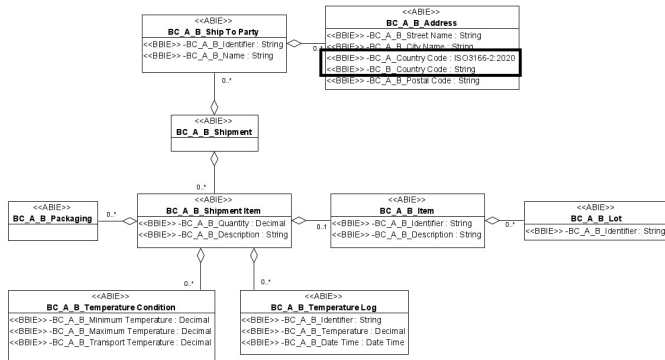 <<ABIE>>
BC_A_B_Ship To Party
<<BBIE>> -BC_A_B_Identifier : String
<<BBIE>> -BC_A_B_Name : String
0..*
<<ABIE>>
BC_A_B_Address
<<BBIE>> -BC_A_B_Street Name : String
<<BBIE>> -BC_A_B_City Name : String
<<BBIE>> -BC_A_Country Code : ISO3166-2:2020
<<BBIE>> -BC_B_Country Code : String
<<BBIE>> -BC_A_B_Postal Code : String
<<ABIE>>
BC_A_B_Shipment
0..*
<<ABIE>>
BC_A_B_Packaging
0..*
<<ABIE>>
BC_A_B_Shipment Item
<<BBIE>> -BC_A_B_Quantity : Decimal
<<BBIE>> -BC_A_B_Description : String
0..1
<<ABIE>>
BC_A_B_Item
<<BBIE>> -BC_A_B_Identifier : String
<<BBIE>> -BC_A_B_Description : String
0..*
<<ABIE>>
BC_A_B_Lot
<<BBIE>> -BC_A_B_Identifier : String
0..*
<<ABIE>>
BC_A_B_Temperature Condition
<<BBIE>> -BC_A_B_Minimum Temperature : Decimal
<<BBIE>> -BC_A_B_Maximum Temperature : Decimal
<<BBIE>> -BC_A_B_Transport Temperature : Decimal
0..*
<<ABIE>>
BC_A_B_Temperature Log
<<BBIE>> -BC_A_B_Identifier : String
<<BBIE>> -BC_A_B_Temperature : Decimal
<<BBIE>> -BC_A_B_Date Time : Date Time